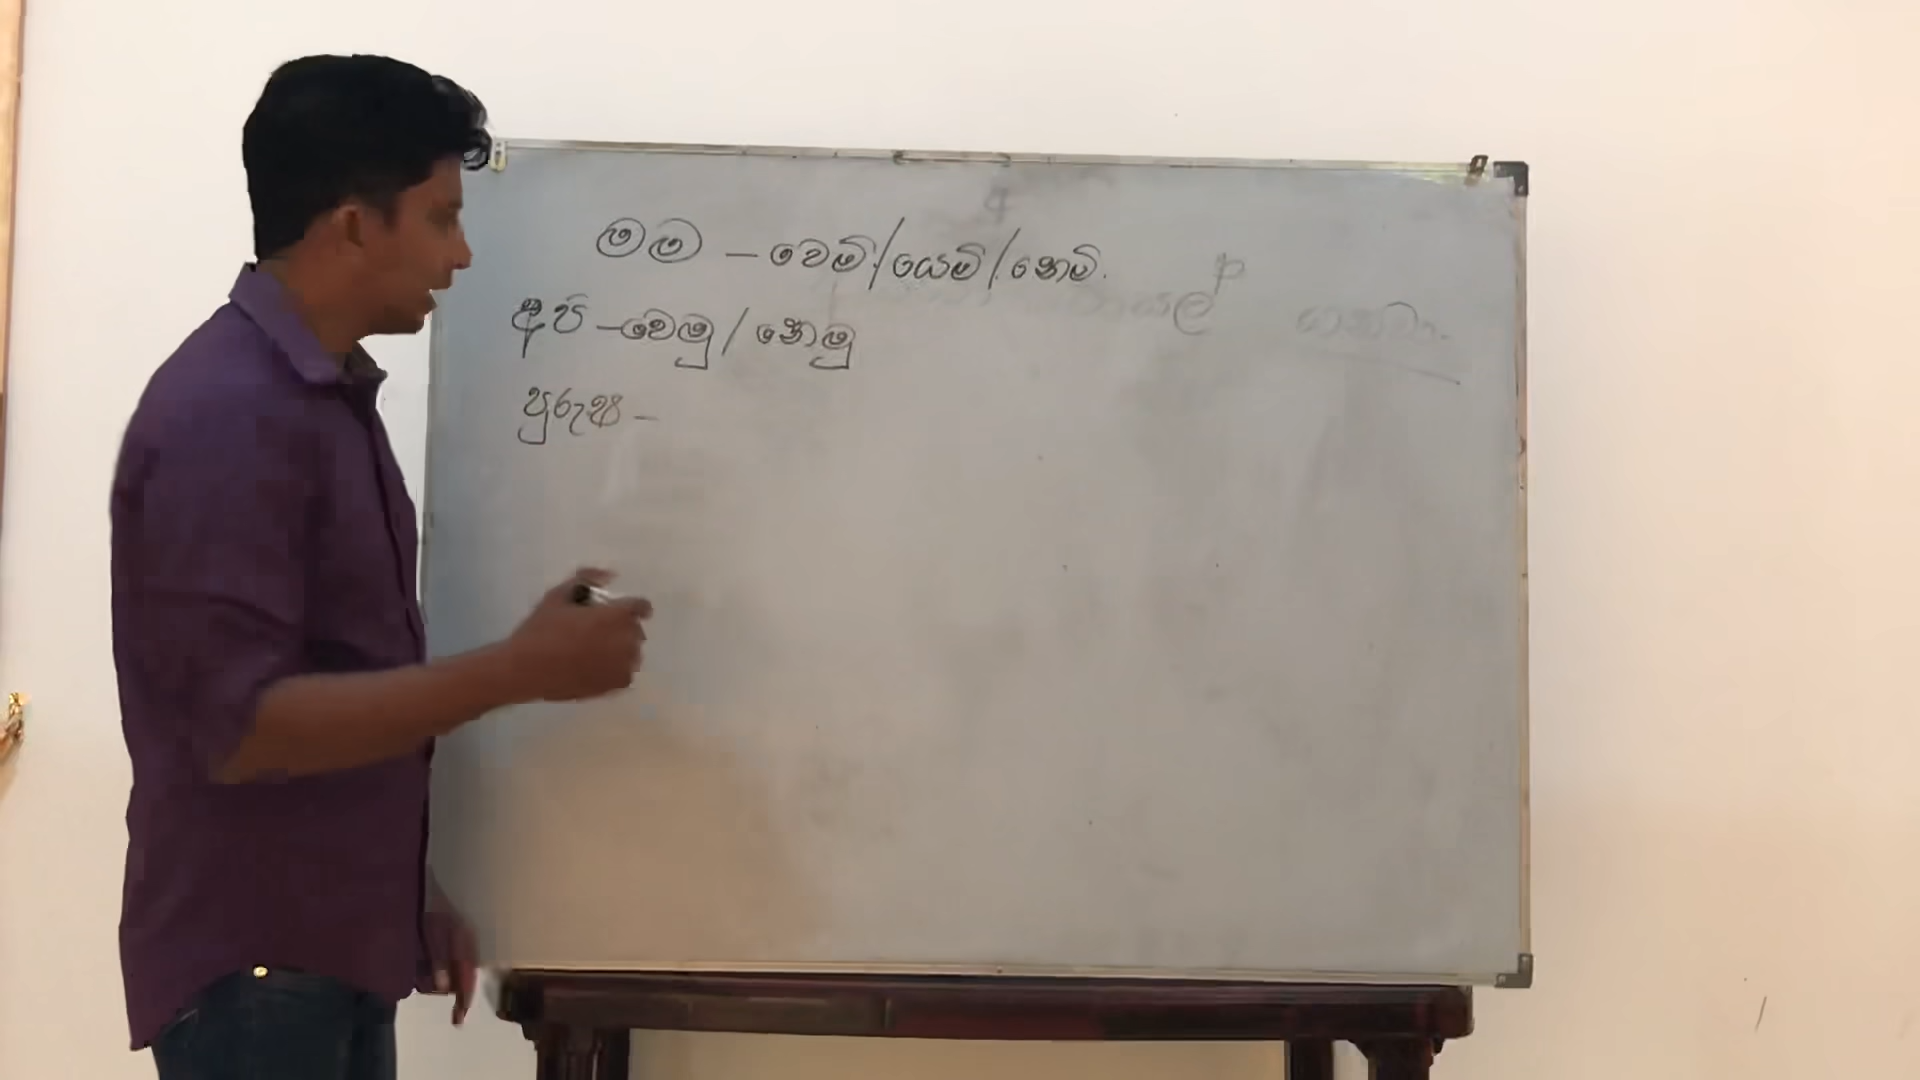 මම – වෙමි/යෙමි/නෙමි.
අපි – වෙමු/නෙමු
පුරුෂ –